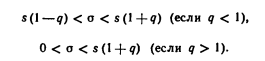 s (1—q) < σ < s (1+q) (если q < 1),
0 < σ < s (1+q) (если q > 1).